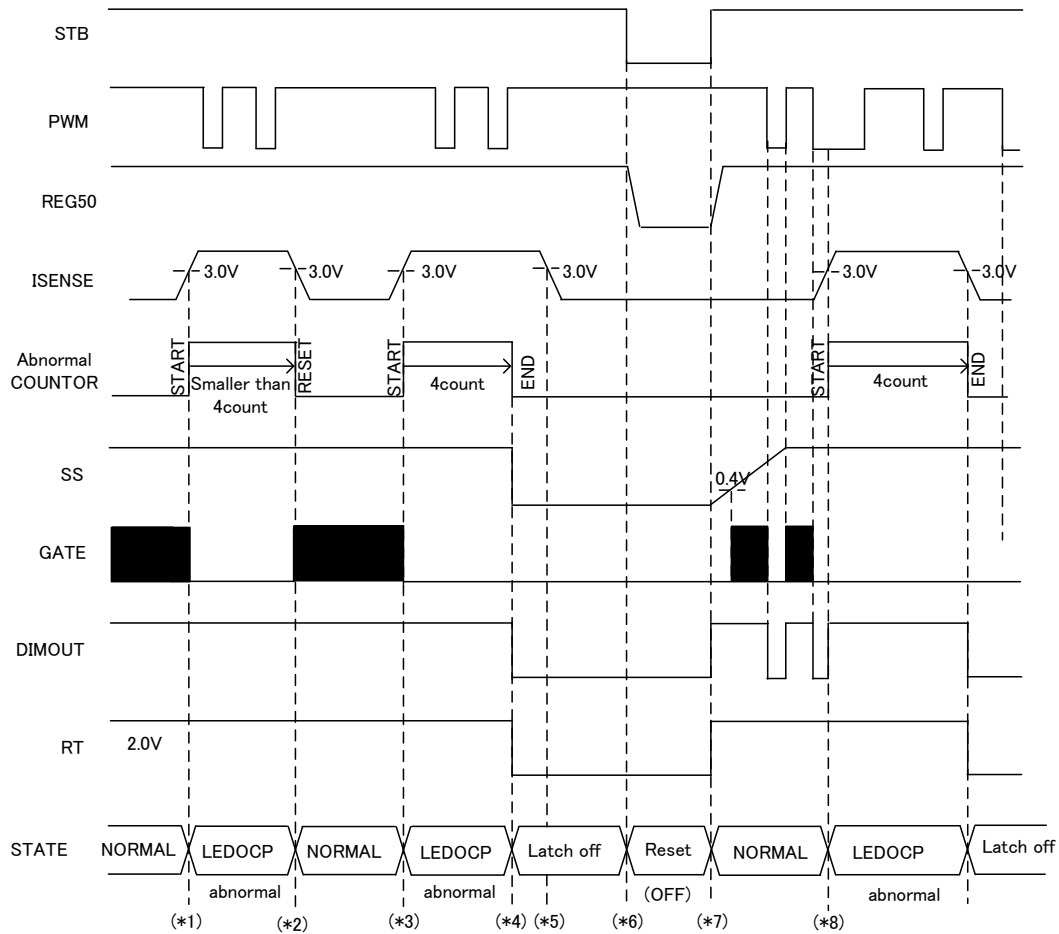 STB
PWM
REG50
ISENSE
3.0V
3.0V
3.0V
3.0V
3.0V
3.0V
Abnormal
COUNTOR
START
Smaller than
4count
RESET
START
4count
END
START
4count
END
SS
0.4V
GATE
DIMOUT
RT
2.0V
STATE
NORMAL
LEDOCP
NORMAL
LEDOCP
Latch off
Reset
NORMAL
LEDOCP
Latch off
abnormal
abnormal
(OFF)
abnormal
(*1)
(*2)
(*3)
(*4)
(*5)
(*6)
(*7)
(*8)